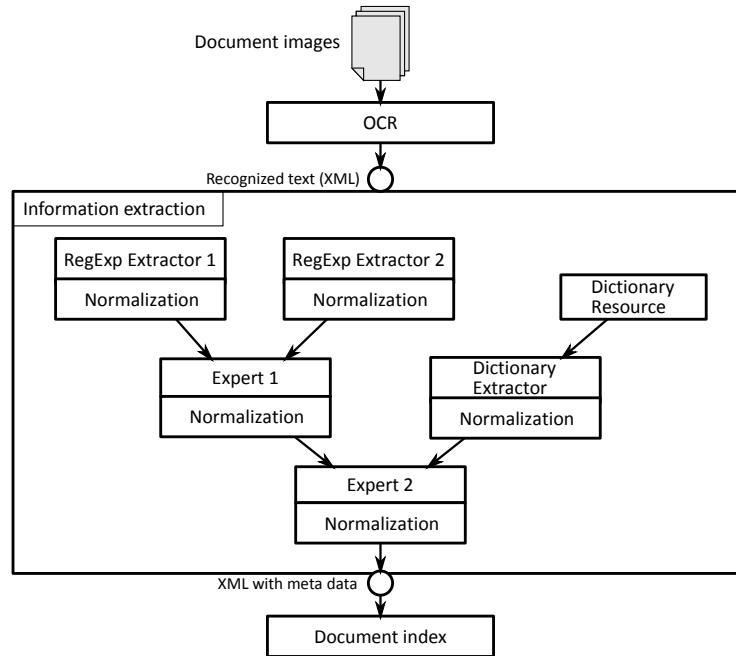 Document images
OCR
Recognized text (XML)
Information extraction
RegExp Extractor 1
Normalization
RegExp Extractor 2
Normalization
Dictionary
Resource
Expert 1
Normalization
Dictionary
Extractor
Normalization
Expert 2
Normalization
XML with meta data
Document index